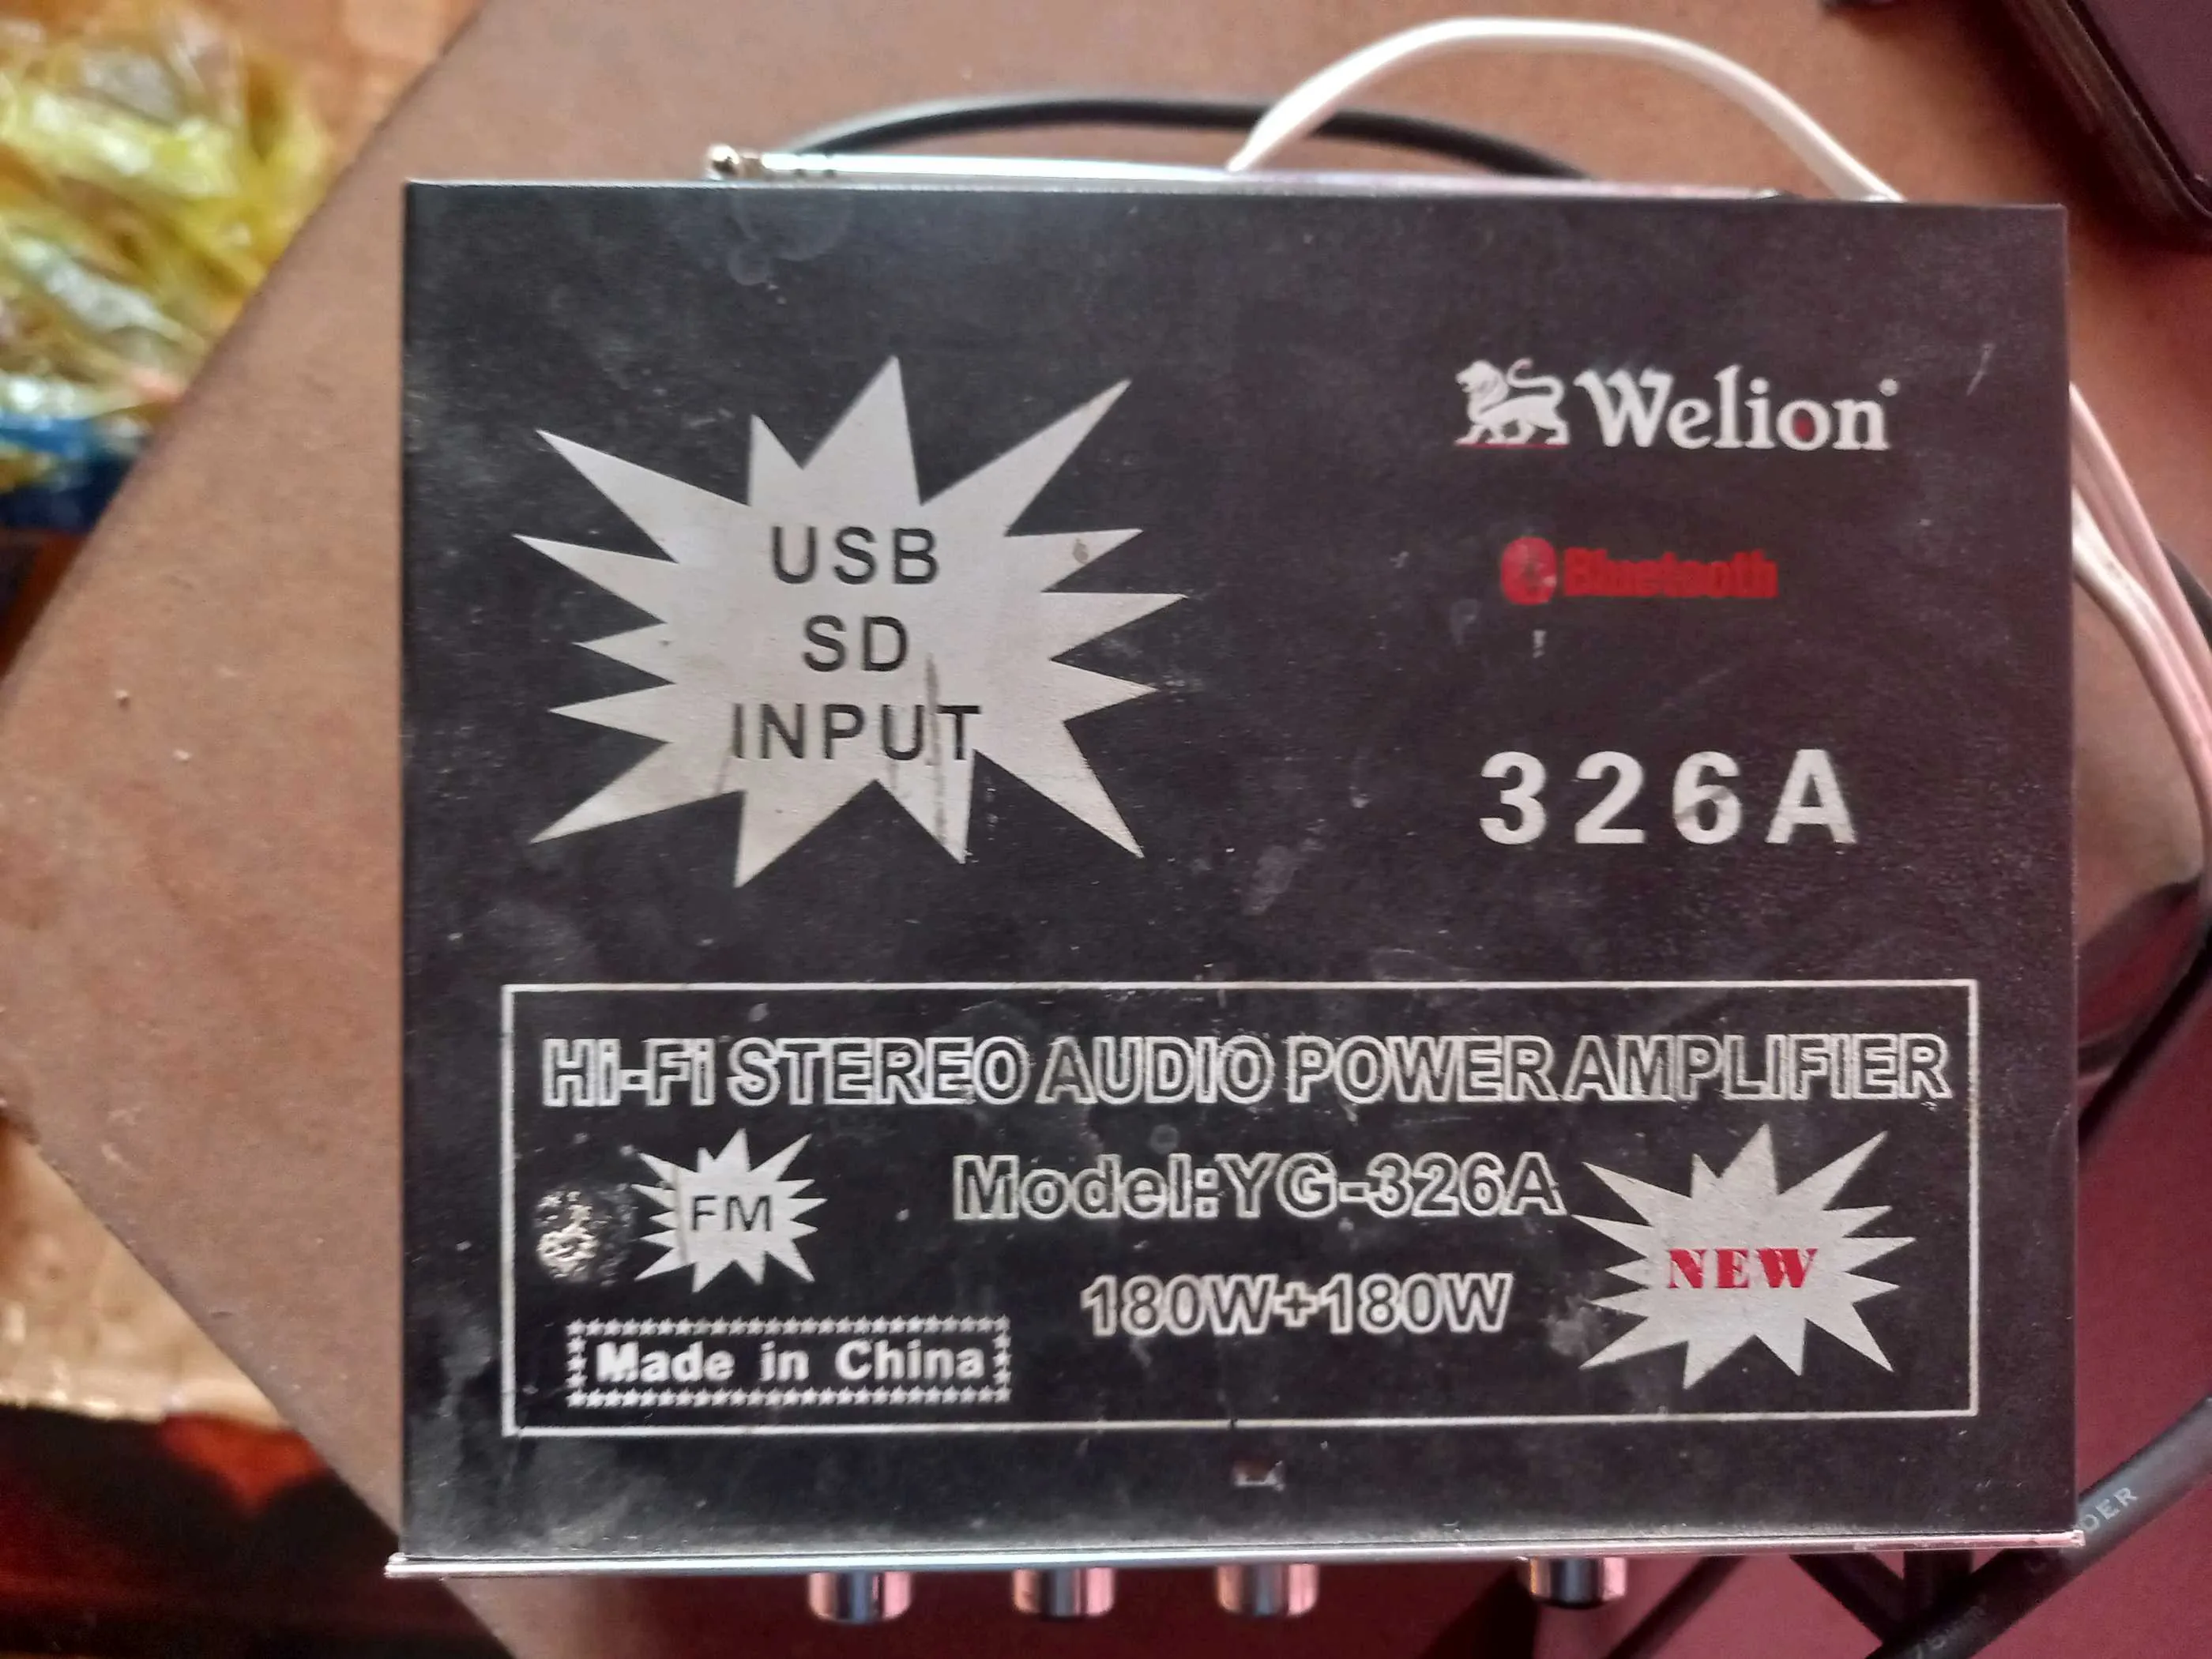 Welion
Bluetooth
326A
USB
SD
INPUT
Hi-Fi STEREO AUDIO POWER AMPLIFIER
FM
Model:YG-326A
180W+180W
NEW
Made in China